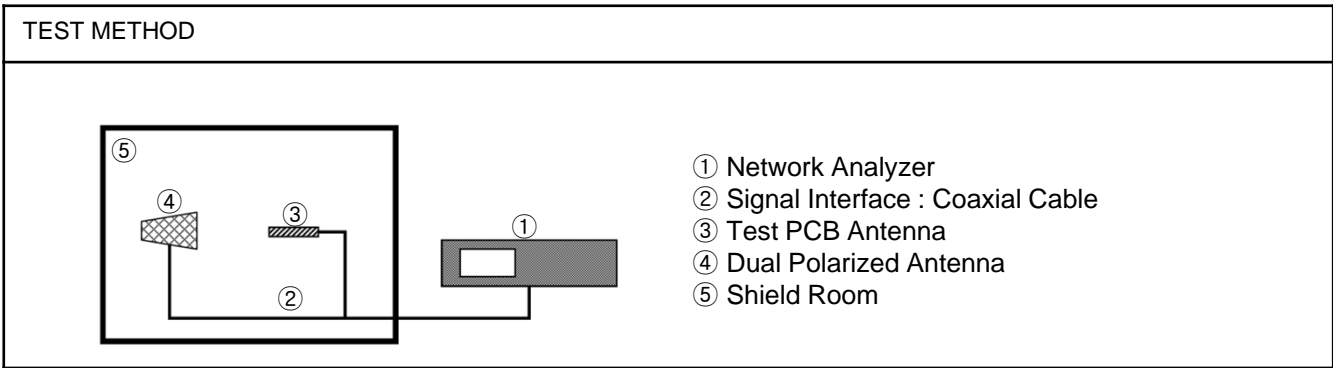 TEST METHOD
⑤
④
③
①
②
① Network Analyzer
② Signal Interface : Coaxial Cable
③ Test PCB Antenna
④ Dual Polarized Antenna
⑤ Shield Room